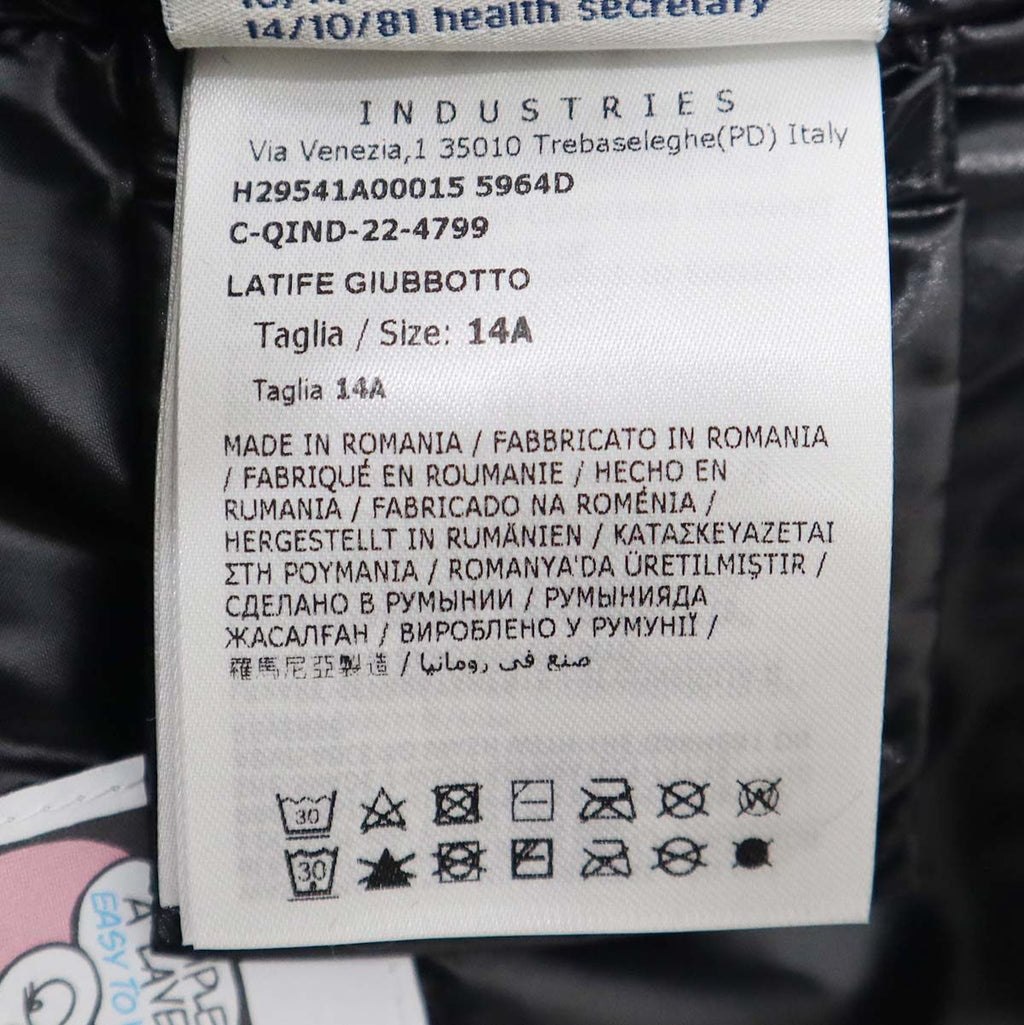 14/10/81 health secretary
INDUSTRIES
Via Venezia,1 35010 Trebaseleghe(PD) Italy
H29541A00015 5964D
C-QIND-22-4799
LATIFE GIUBBOTTO
Taglia / Size: 14A
Taglia 14A
MADE IN ROMANIA / FABBRICATO IN ROMANIA
/ FABRIQUÉ EN ROUMANIE / HECHO EN
RUMANIA / FABRICADO NA ROMÉNIA /
HERGESTELLT IN RUMÄNIEN / ΚΑΤΑΣΚΕΥΑΖΕΤΑΙ
ΣΤΗ ΡΟΥΜΑΝΙΑ / ROMANYA'DA ÜRETILMIŞTIR /
СДЕЛАНО В РУМЫНИИ / РУМЫНИЯДА
ЖАСАЛҒАН / ВИРОБЛЕНО У РУМУНІЇ /
羅馬尼亞製造 / صنع في رومانيا
30
W
30
EASY TO